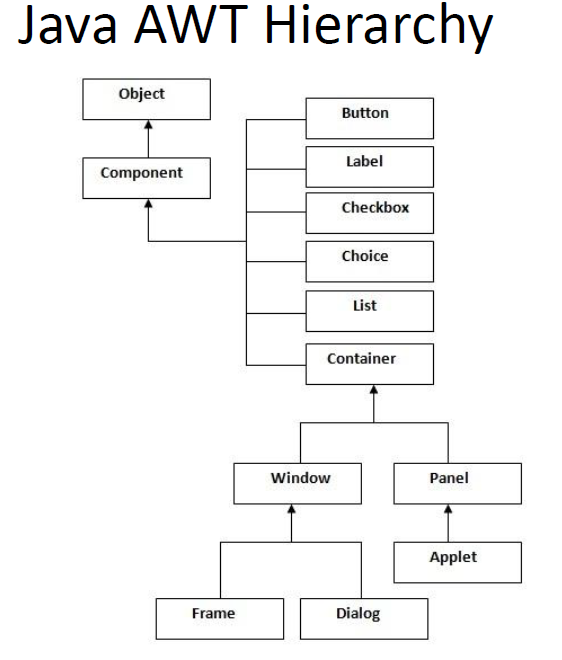 Java AWT Hierarchy
Object
Component
Button
Label
Checkbox
Choice
List
Container
Window
Panel
Applet
Frame
Dialog